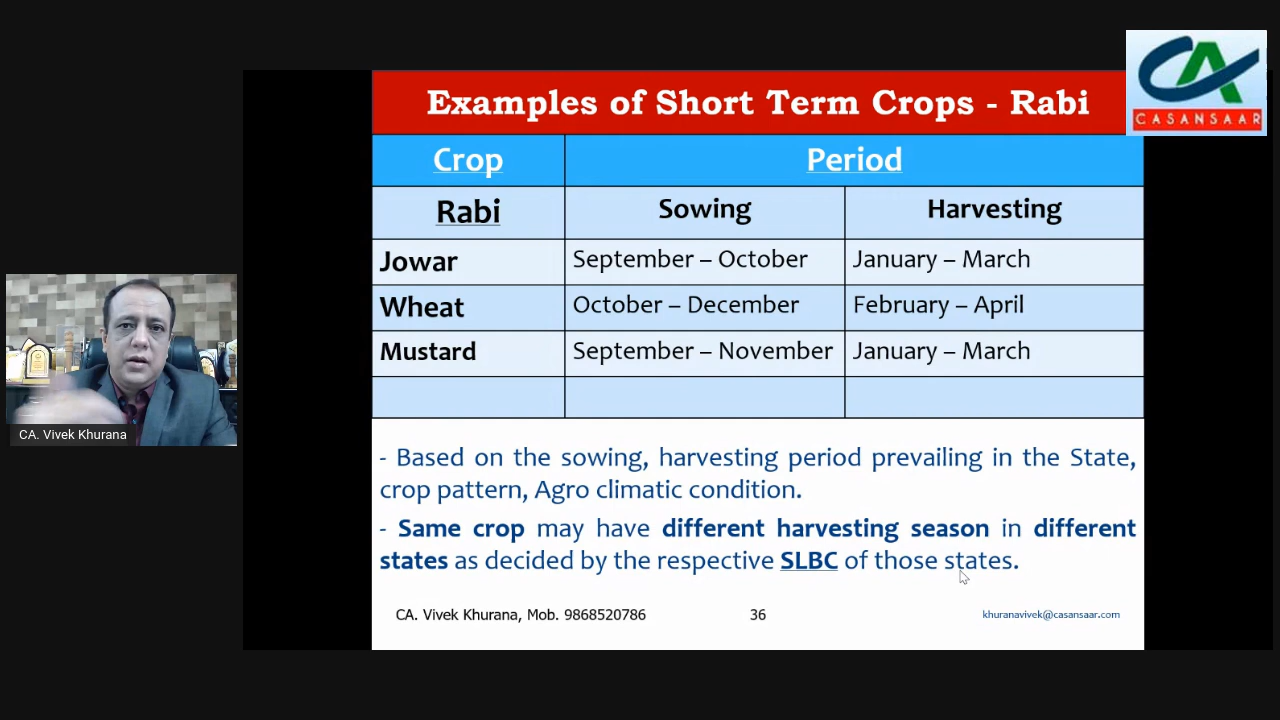 CASANSAAR
Examples of Short Term Crops - Rabi
Crop Period
Rabi Sowing Harvesting
Jowar September – October January – March
Wheat October – December February – April
Mustard September – November January – March
- Based on the sowing, harvesting period prevailing in the State,
crop pattern, Agro climatic condition.
- Same crop may have different harvesting season in different
states as decided by the respective SLBC of those states.
CA. Vivek Khurana, Mob. 9868520786 36 khuranavivek@casansaar.com
CA. Vivek Khurana